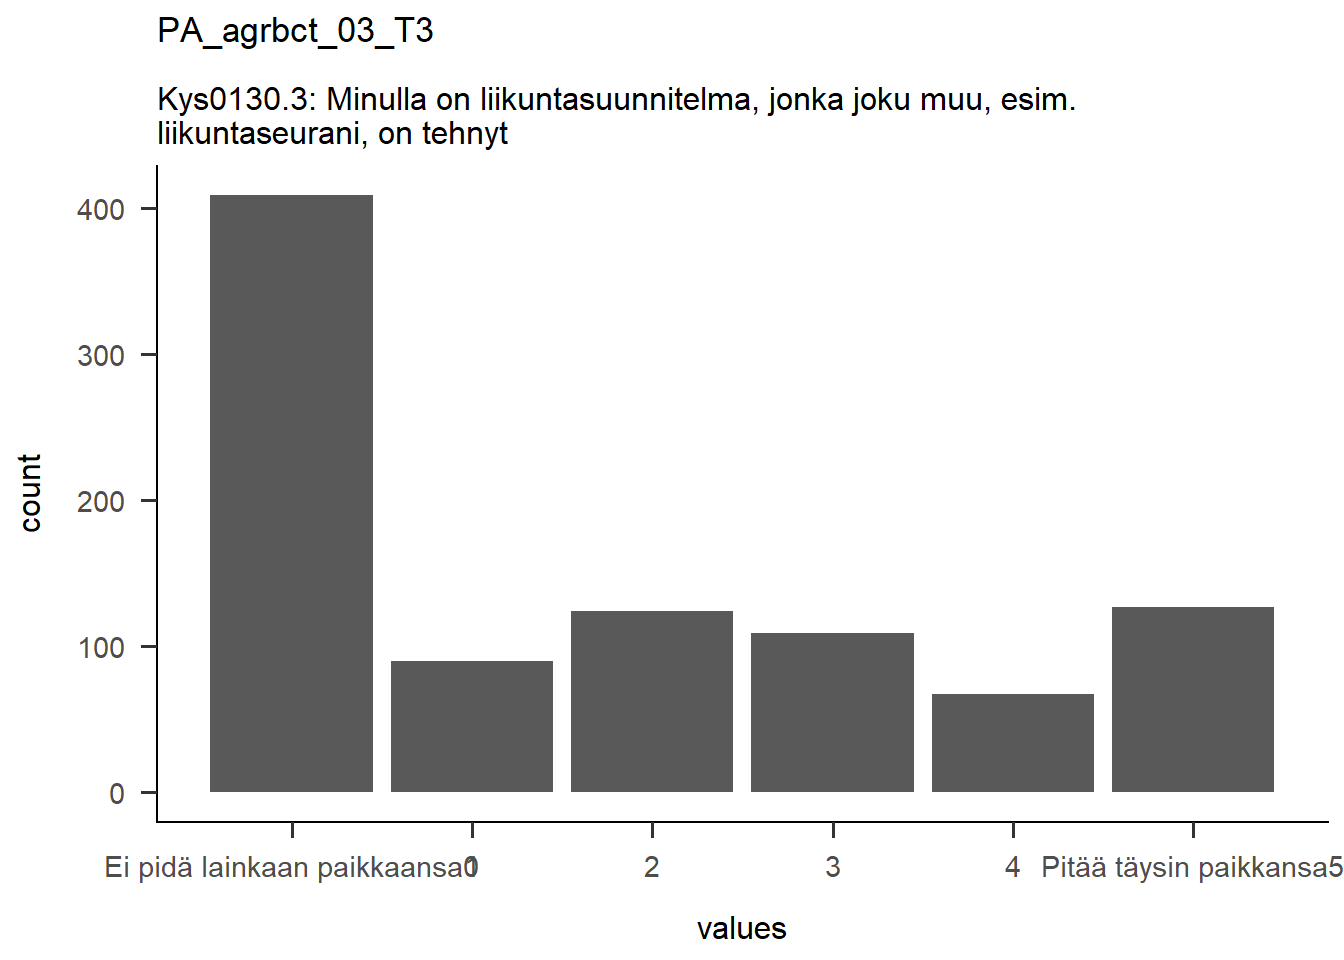 PA_agrbct_03_T3
Kys0130.3: Minulla on liikuntasuunnitelma, jonka joku muu, esim.
liikuntaseurani, on tehnyt
400
300
200
100
0
count
Ei pidä lainkaan paikkaansa0 1 2 3 4 Pitää täysin paikkansa5
values